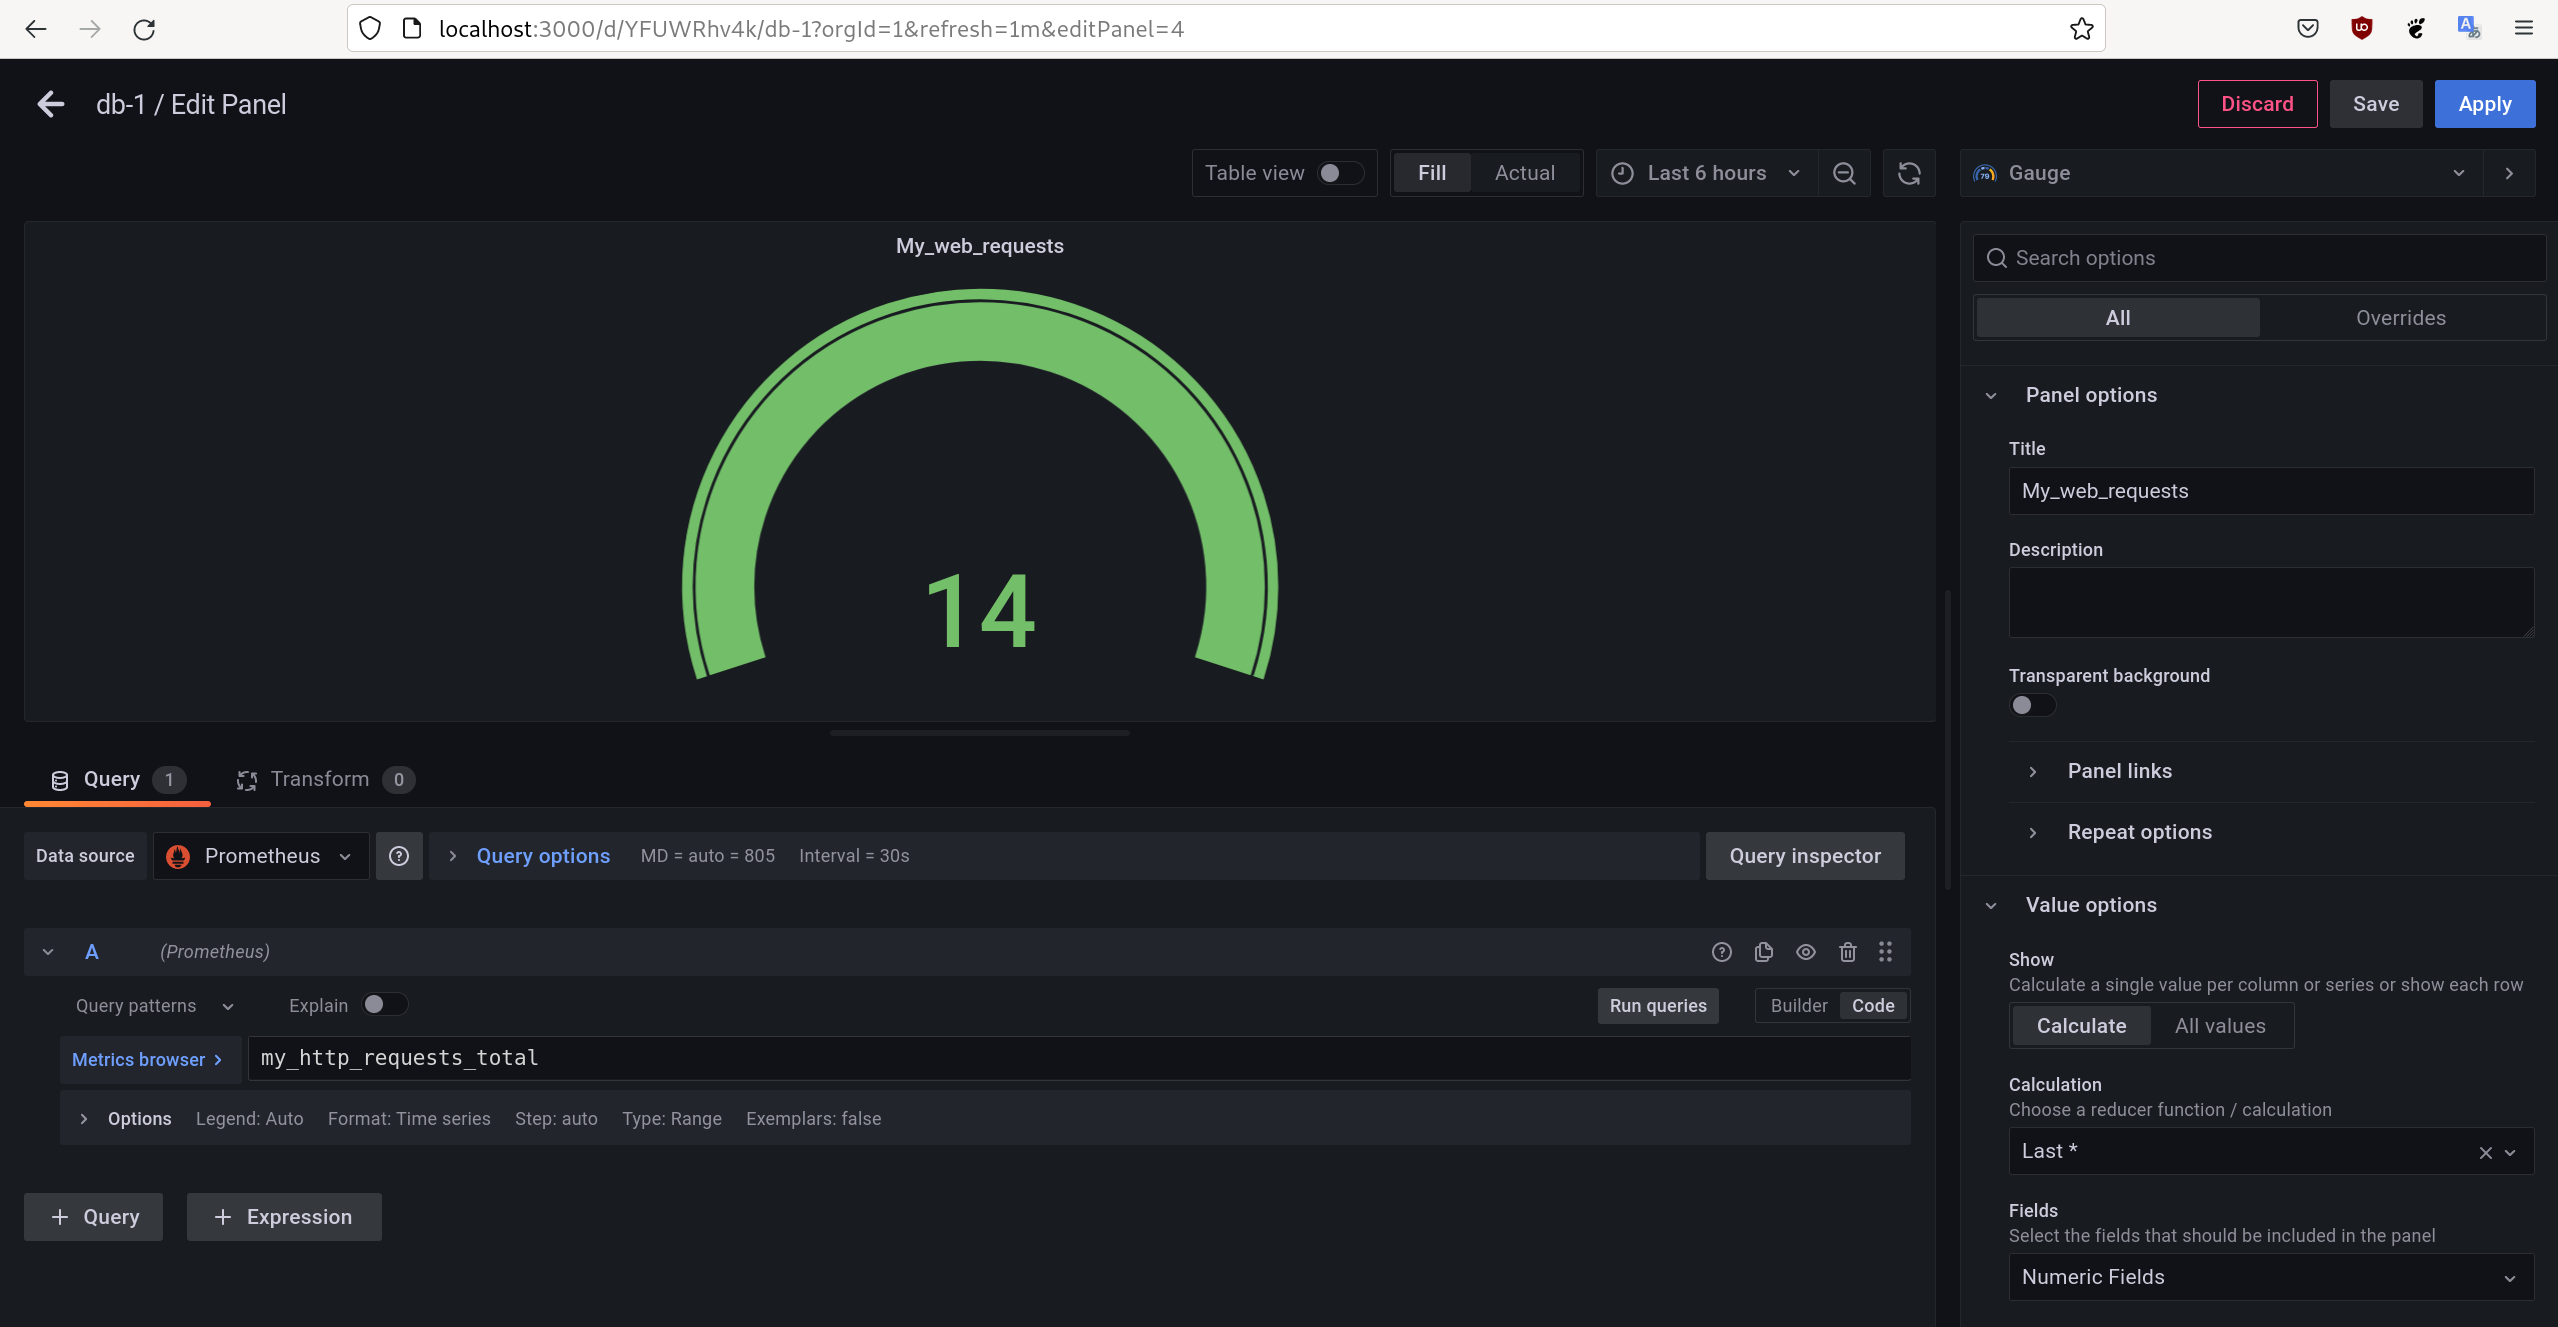 localhost:3000/d/YFUWRhv4k/db-1?orgId=1&refresh=1m&editPanel=4
db-1 / Edit Panel
Discard
Save
Apply
Table view
Fill
Actual
Last 6 hours
79
Gauge
My_web_requests
14
Search options
All
Overrides
Panel options
Title
My_web_requests
Description
Transparent background
Panel links
Repeat options
Value options
Show
Calculate a single value per column or series or show each row
Calculate
All values
Calculation
Choose a reducer function / calculation
Last *
Fields
Select the fields that should be included in the panel
Numeric Fields
Query 1
Transform 0
Data source
Prometheus
Query options
MD = auto = 805
Interval = 30s
Query inspector
A
(Prometheus)
Query patterns
Explain
Run queries
Builder
Code
Metrics browser >
my_http_requests_total
Options
Legend: Auto
Format: Time series
Step: auto
Type: Range
Exemplars: false
+ Query
+ Expression